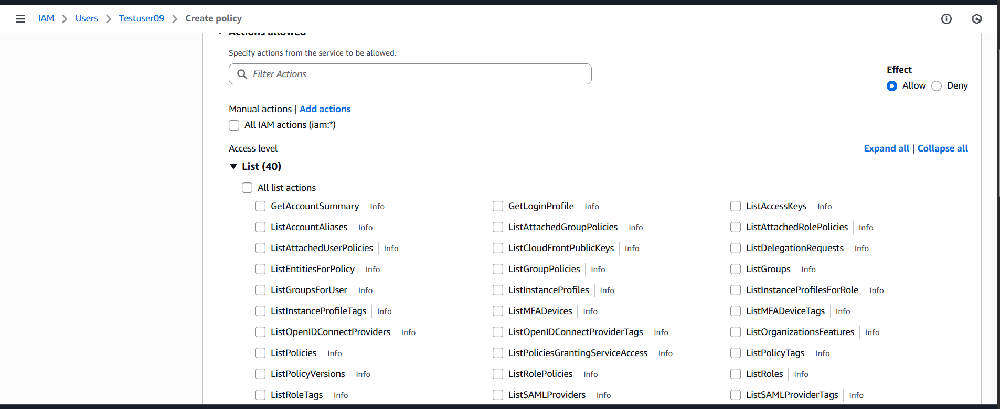 IAM > Users > Testuser09 > Create policy
Actions allowed
Specify actions from the service to be allowed.
Filter Actions
Effect
Allow Deny
Manual actions | Add actions
All IAM actions (iam:*)
Access level
Expand all | Collapse all
List (40)
All list actions
GetAccountSummary Info GetLoginProfile Info ListAccessKeys Info
ListAccountAliases Info ListAttachedGroupPolicies Info ListAttachedRolePolicies Info
ListAttachedUserPolicies Info ListCloudFrontPublicKeys Info ListDelegationRequests Info
ListEntitiesForPolicy Info ListGroupPolicies Info ListGroups Info
ListGroupsForUser Info ListInstanceProfiles Info ListInstanceProfilesForRole Info
ListInstanceProfileTags Info ListMFADevices Info ListMFADeviceTags Info
ListOpenIDConnectProviders Info ListOpenIDConnectProviderTags Info ListOrganizationsFeatures Info
ListPolicies Info ListPoliciesGrantingServiceAccess Info ListPolicyTags Info
ListPolicyVersions Info ListRolePolicies Info ListRoles Info
ListRoleTags Info ListSAMLProviders Info ListSAMLProviderTags Info